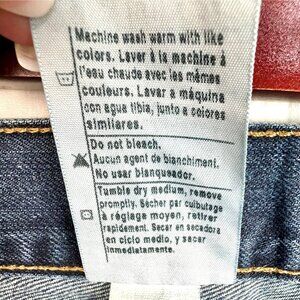 Machine wash warm with like
colors. Laver à la machine à
l'eau chaude avec les mêmes
couleurs. Lavar a maquina
con agua tibia, junto a colores
similares.
Do not bleach.
Aucun agent de blanchiment.
No usar blanqueador.
Tumble dry medium, remove
promptly. Sécher par culbutage
à réglage moyen, retirer
rapidement. Secar en secadora
en ciclo medio, y sacar
inmediatamente.